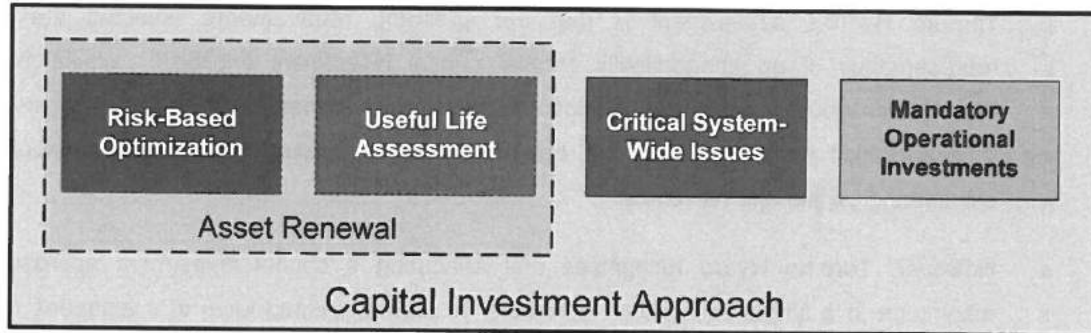 Risk-Based
Optimization
Useful Life
Assessment
Critical System-
Wide Issues
Mandatory
Operational
Investments
Asset Renewal
Capital Investment Approach